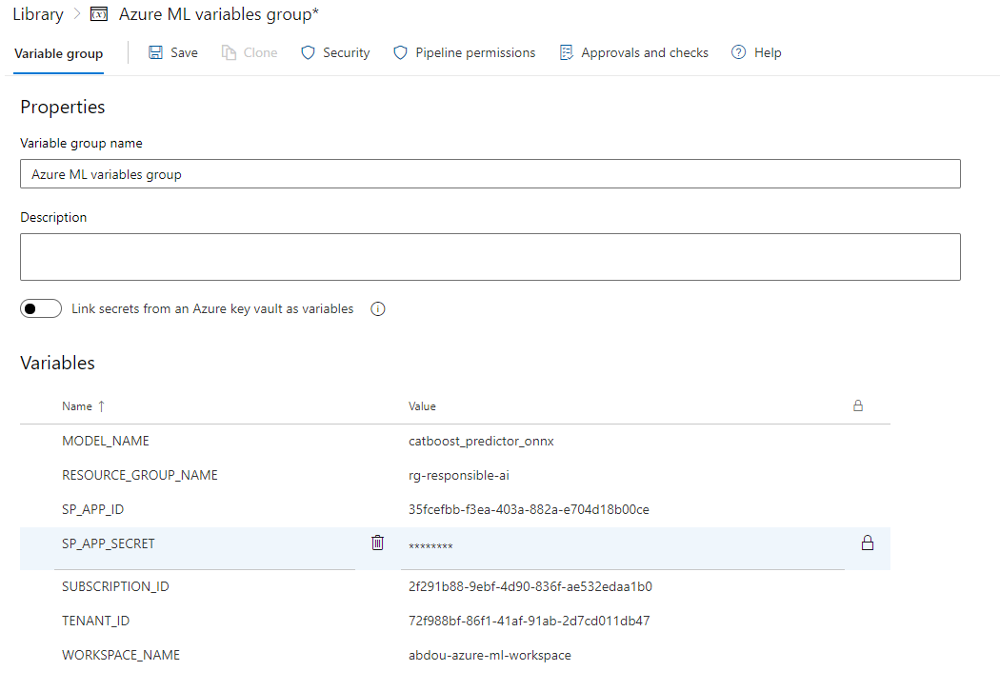 Library > Azure ML variables group*
Variable group Save Clone Security Pipeline permissions Approvals and checks Help
Properties
Variable group name
Azure ML variables group
Description
Link secrets from an Azure key vault as variables
Variables
Name ↑ Value
MODEL_NAME catboost_predictor_onnx
RESOURCE_GROUP_NAME rg-responsible-ai
SP_APP_ID 35fcefbb-f3ea-403a-882a-e704d18b00ce
SP_APP_SECRET ********
SUBSCRIPTION_ID 2f291b88-9ebf-4d90-836f-ae532edaa1b0
TENANT_ID 72f988bf-86f1-41af-91ab-2d7cd011db47
WORKSPACE_NAME abdou-azure-ml-workspace